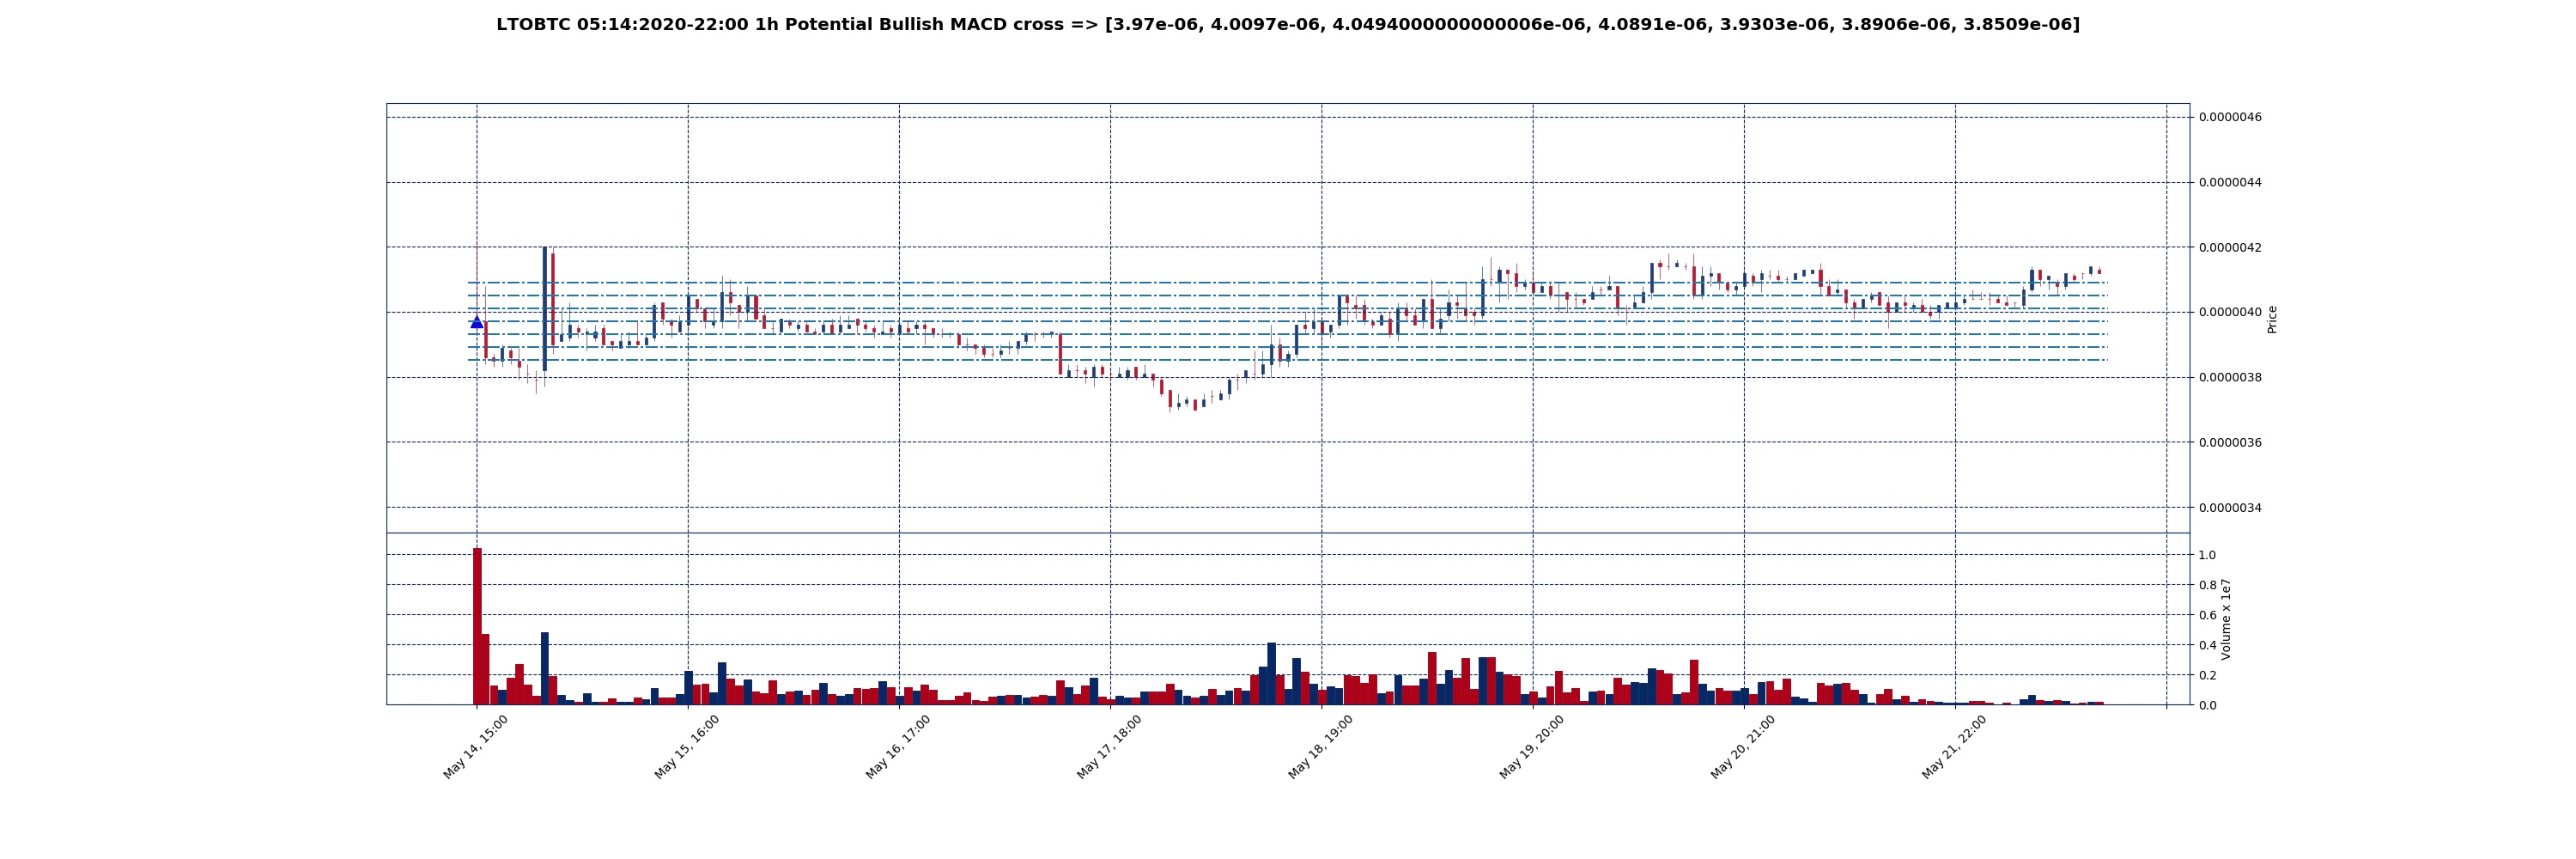 LTOBTC 05:14:2020-22:00 1h Potential Bullish MACD cross => [3.97e-06, 4.0097e-06, 4.0494000000000006e-06, 4.0891e-06, 3.9303e-06, 3.8906e-06, 3.8509e-06]
0.0000046
0.0000044
0.0000042
0.0000040
0.0000038
0.0000036
0.0000034
Price
1.0
0.8
0.6
0.4
0.2
0.0
Volume x 1e7
May 14, 15:00
May 15, 16:00
May 16, 17:00
May 17, 18:00
May 18, 19:00
May 19, 20:00
May 20, 21:00
May 21, 22:00